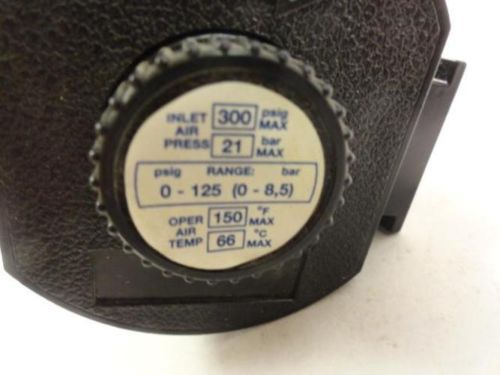 INLET 300 psig
AIR MAX
PRESS 21 bar
MAX
psig RANGE: bar
0 - 125 (0 - 8,5)
OPER 150 °F
AIR MAX
TEMP 66 °C
MAX